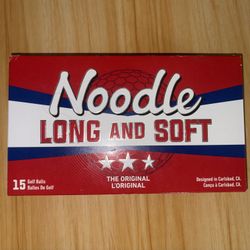 Noodle
LONG AND SOFT
THE ORIGINAL
L'ORIGINAL
15 Golf Balls
Balles De Golf
Designed in Carlsbad, CA.
Conçu à Carlsbad, CA.